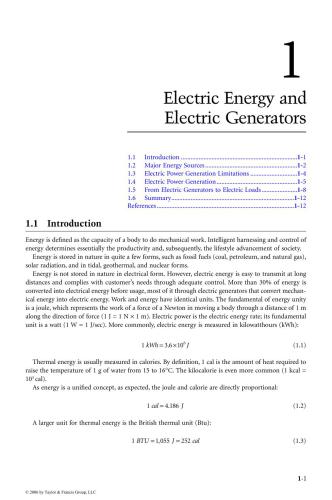 1
Electric Energy and
Electric Generators
1.1 Introduction ........................................................1-1
1.2 Major Energy Sources............................................1-2
1.3 Electric Power Generation Limitations ........................1-4
1.4 Electric Power Generation.......................................1-5
1.5 From Electric Generators to Electric Loads..................1-8
1.6 Summary..........................................................1-12
References..............................................................1-12
1.1 Introduction
Energy is defined as the capacity of a body to do mechanical work. Intelligent harnessing and control of
energy determines essentially the productivity and, subsequently, the lifestyle advancement of society.
Energy is stored in nature in quite a few forms, such as fossil fuels (coal, petroleum, and natural gas),
solar radiation, and in tidal, geothermal, and nuclear forms.
Energy is not stored in nature in electrical form. However, electric energy is easy to transmit at long
distances and complies with customer's needs through adequate control. More than 30% of energy is
converted into electrical energy before usage, most of it through electric generators that convert mechan-
ical energy into electric energy. Work and energy have identical units. The fundamental unit of energy unit
is a joule, which represents the work of a force of a Newton in moving a body through a distance of 1 m
along the direction of force (1 J = 1 N × 1 m). Electric power is the electric energy rate; its fundamental
unit is a watt (1 W = 1 J/sec). More commonly, electric energy is measured in kilowatthours (kWh):
1 kWh = 3.6×10⁶ J (1.1)
Thermal energy is usually measured in calories. By definition, 1 cal is the amount of heat required to
raise the temperature of 1 g of water from 15 to 16°C. The kilocalorie is even more common (1 kcal =
10³ cal).
As energy is a unified concept, as expected, the joule and calorie are directly proportional:
1 cal = 4.186 J (1.2)
A larger unit for thermal energy is the British thermal unit (Btu):
1 BTU = 1,055 J = 252 cal (1.3)
1-1
© 2006 by Taylor & Francis Group, LLC